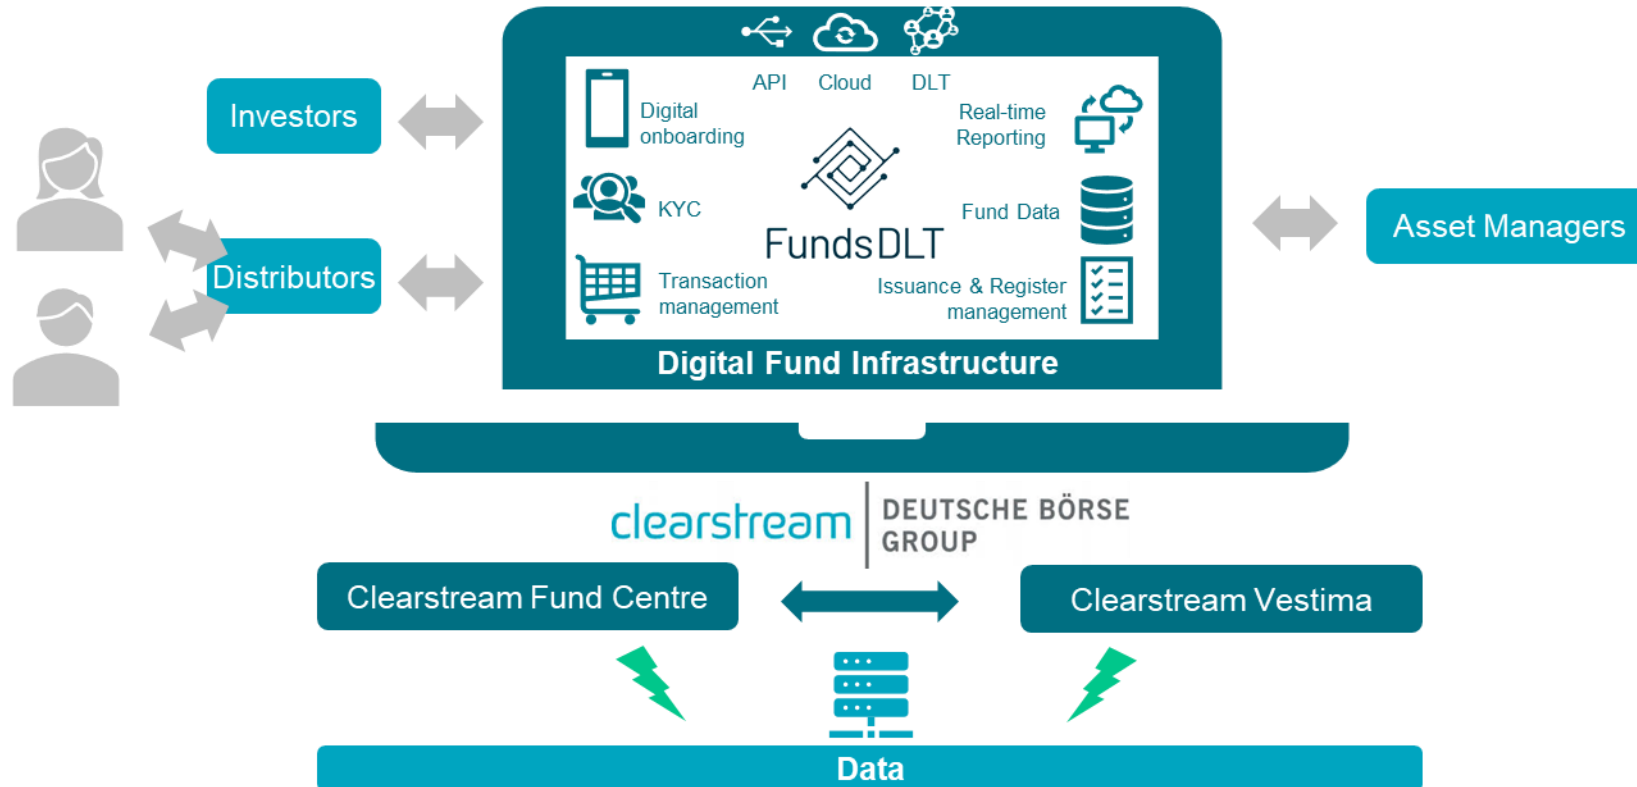 API Cloud DLT
Investors
Digital
onboarding
Real-time
Reporting
KYC
Fund Data
FundsDLT
Asset Managers
Distributors
Transaction
management
Issuance & Register
management
Digital Fund Infrastructure
clearstream
DEUTSCHE BÖRSE
GROUP
Clearstream Fund Centre
Clearstream Vestima
Data